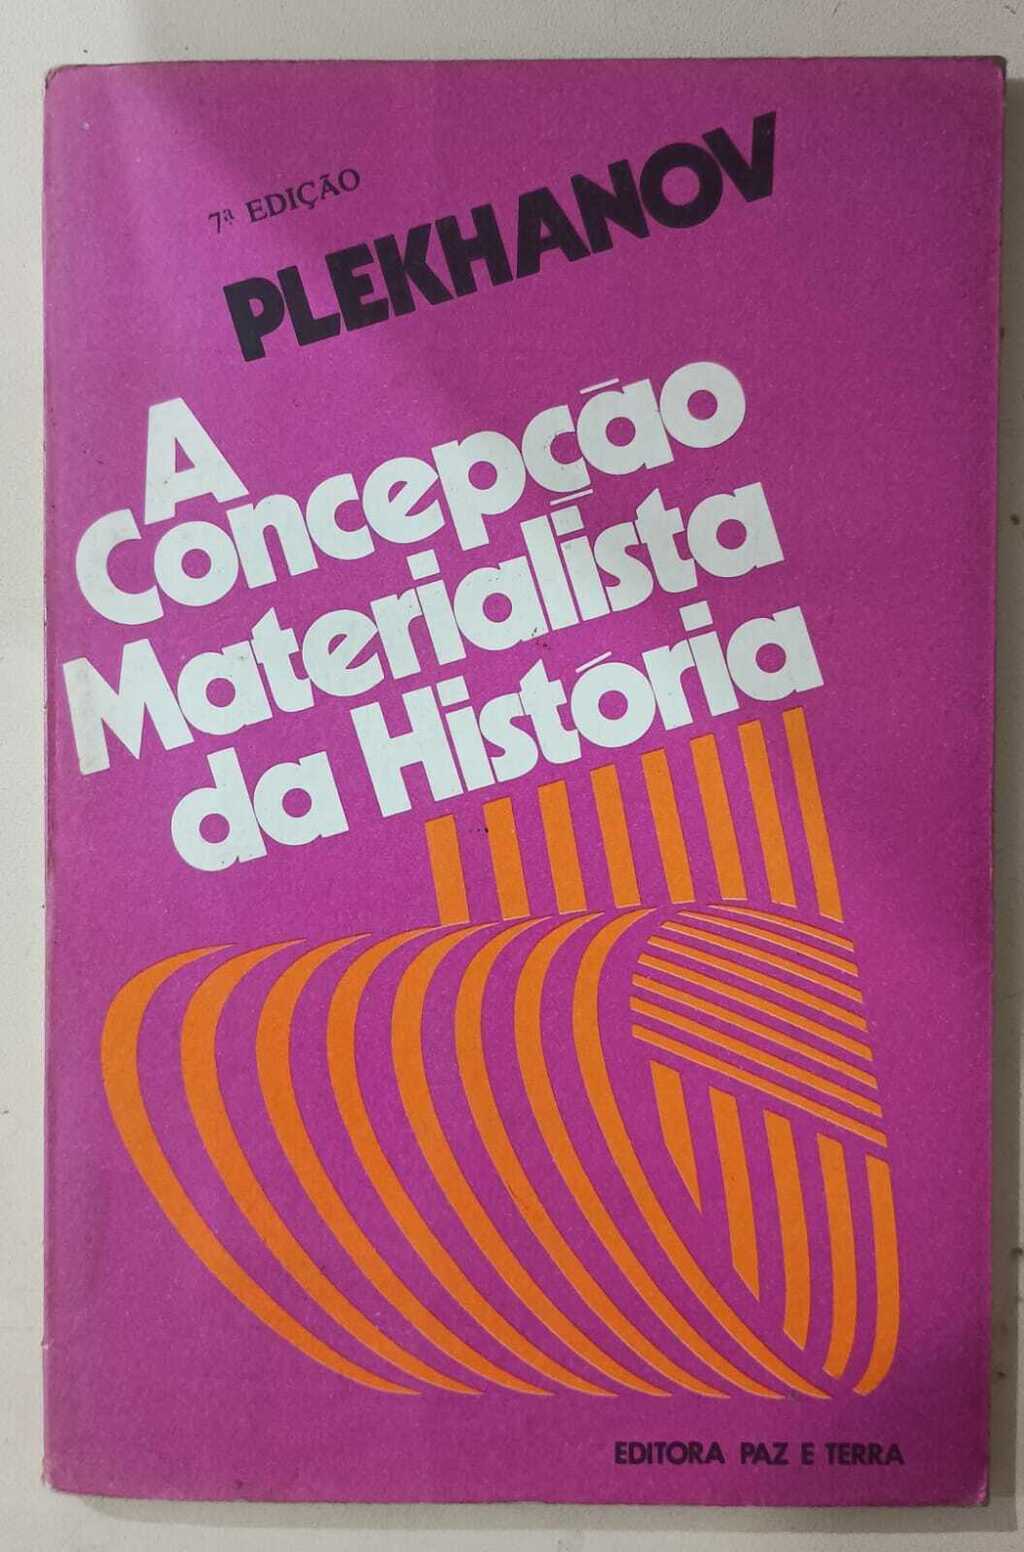 7ª EDIÇÃO
PLEKHANOV
A
Concepção
Materialista
da História
EDITORA PAZ E TERRA